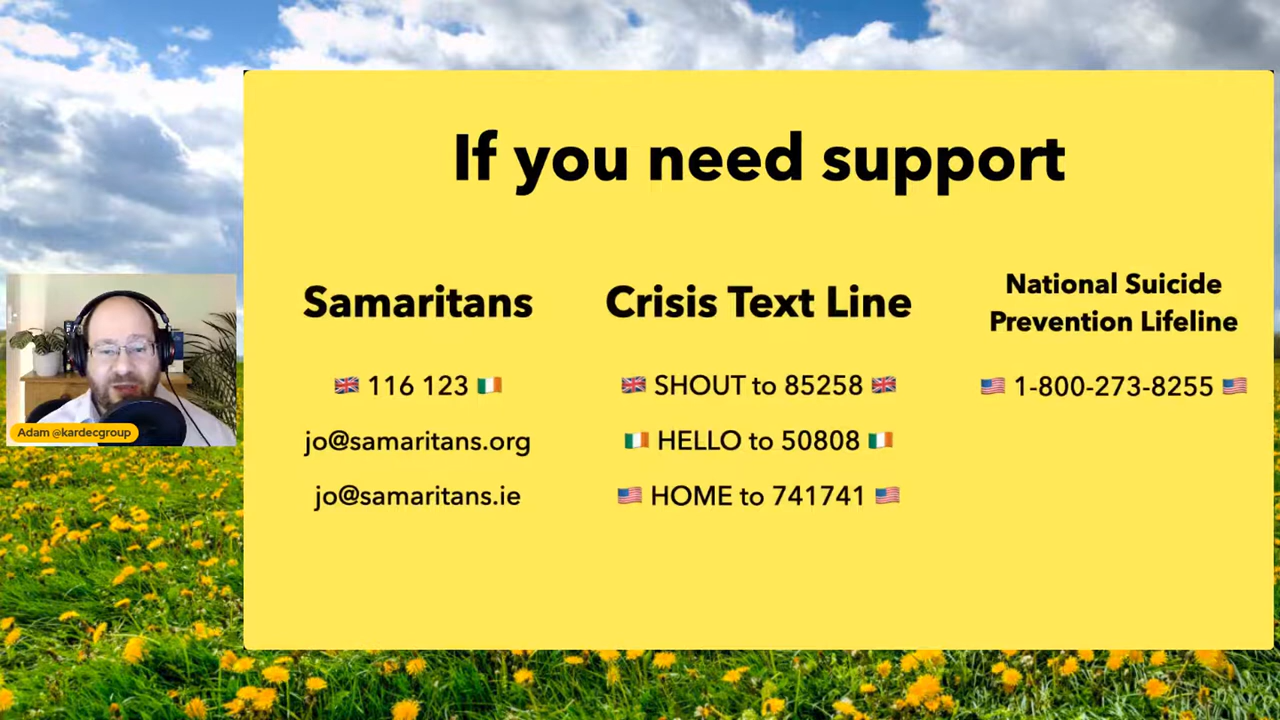 If you need support
Samaritans
🇬🇧 116 123 🇮🇪
jo@samaritans.org
jo@samaritans.ie
Crisis Text Line
🇬🇧 SHOUT to 85258 🇬🇧
🇮🇪 HELLO to 50808 🇮🇪
🇺🇸 HOME to 741741 🇺🇸
National Suicide
Prevention Lifeline
🇺🇸 1-800-273-8255 🇺🇸
Adam @kardecgroup